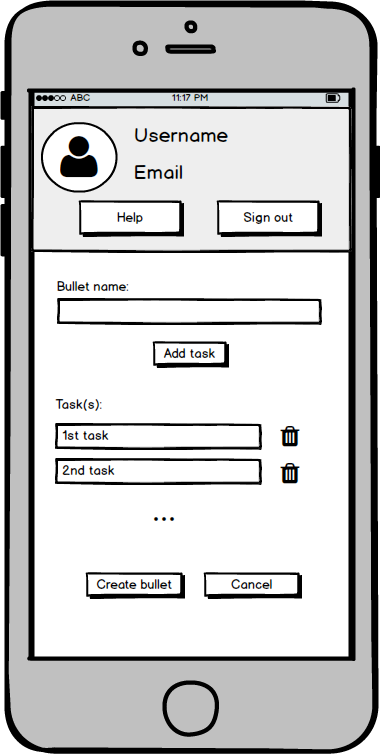 ABC 11:17 PM
Username
Email
Help Sign out
Bullet name:
Add task
Task(s):
1st task
2nd task
...
Create bullet Cancel